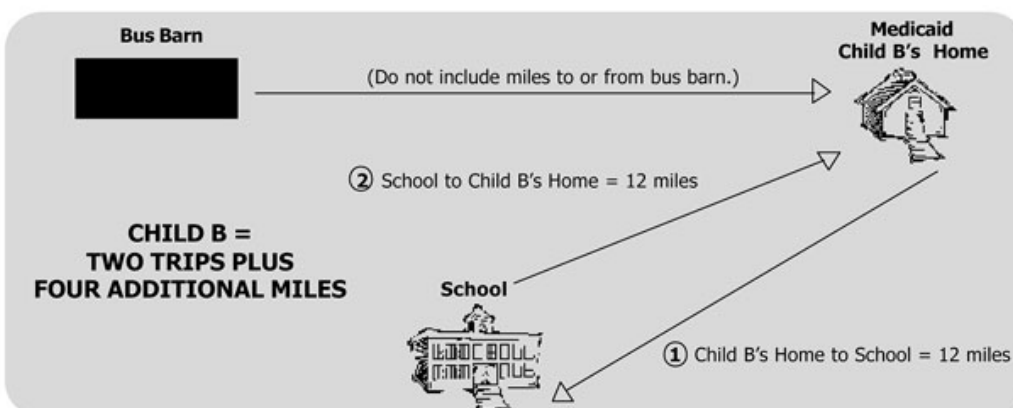 Bus Barn
Medicaid
Child B's Home
(Do not include miles to or from bus barn.)
② School to Child B's Home = 12 miles
CHILD B =
TWO TRIPS PLUS
FOUR ADDITIONAL MILES
School
① Child B's Home to School = 12 miles